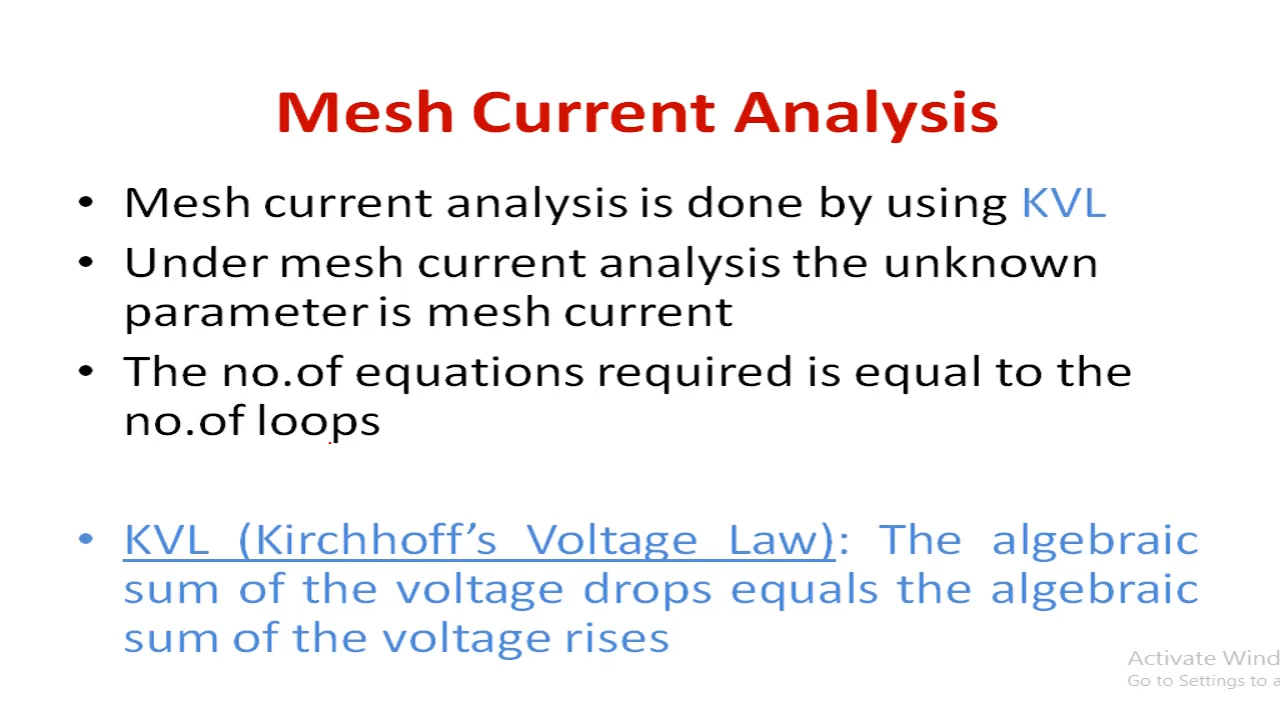 Mesh Current Analysis
• Mesh current analysis is done by using KVL
• Under mesh current analysis the unknown
parameter is mesh current
• The no.of equations required is equal to the
no.of loops
• KVL (Kirchhoff’s Voltage Law): The algebraic
sum of the voltage drops equals the algebraic
sum of the voltage rises
Activate Wind
Go to Settings to a